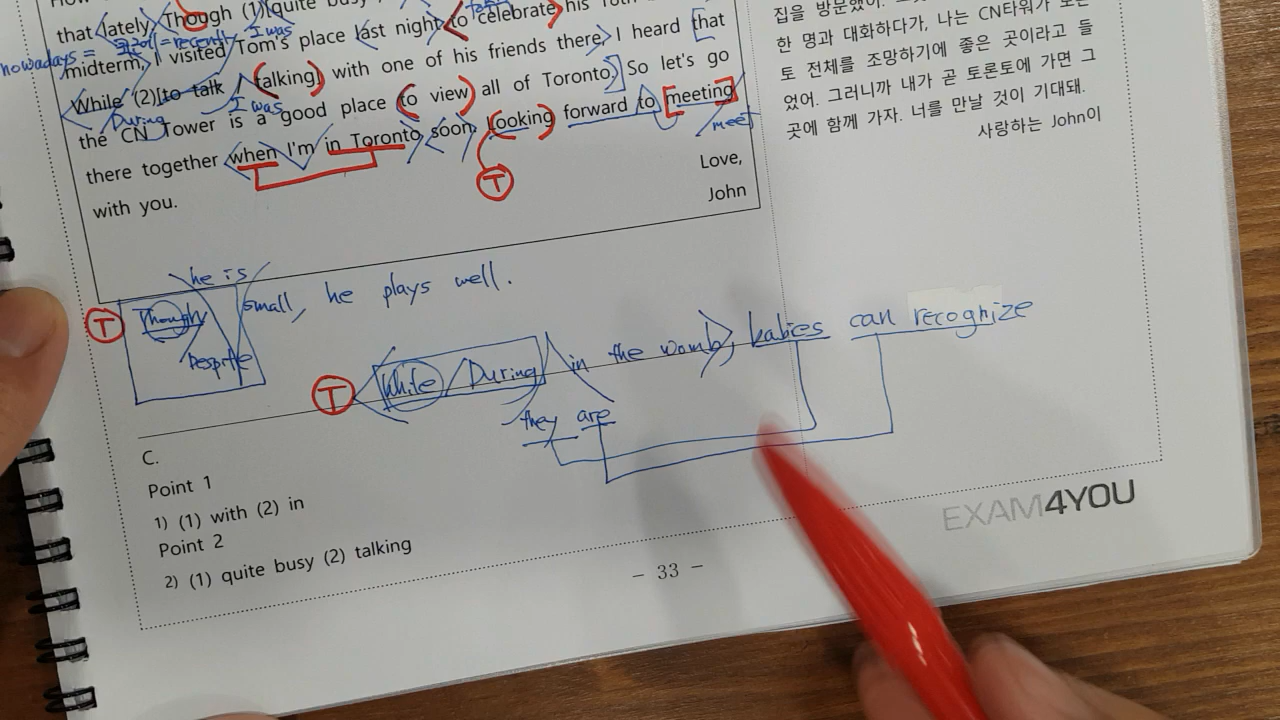 that lately. Though (1)[quite busy
I was
nowadays = recently
midterm, I visited Tom's place last night to celebrate his
While (2)[to talk / talking] with one of his friends there, I heard that
During I was
the CN Tower is a good place to view all of Toronto. So let's go
there together when I'm in Toronto soon. Looking forward to meeting
meet
with you.
Love,
John
T
집을 방문했어.
한 명과 대화하다가, 나는 CN타워가
토 전체를 조망하기에 좋은 곳이라고 들
었어. 그러니까 내가 곧 토론토에 가면 그
곳에 함께 가자. 너를 만날 것이 기대돼.
사랑하는 John이
he is
T Though small, he plays well.
Despite
T While / During in the womb, babies can recognize
they are
C.
Point 1
1) (1) with (2) in
Point 2
2) (1) quite busy (2) talking
EXAM4YOU
- 33 -